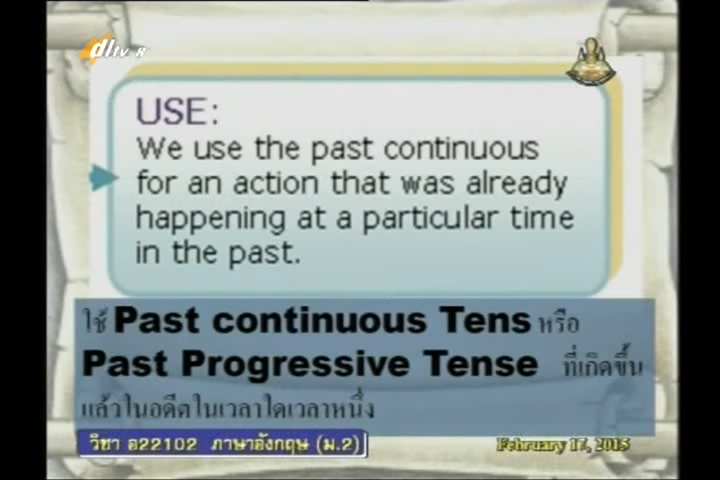 dltv 8
USE:
We use the past continuous
for an action that was already
happening at a particular time
in the past.
ใช้ Past continuous Tens หรือ
Past Progressive Tense ที่เกิดขึ้น
แล้วในอดีตในเวลาใดเวลาหนึ่ง
วิชา อ22102 ภาษาอังกฤษ (ม.2)
February 17, 2015